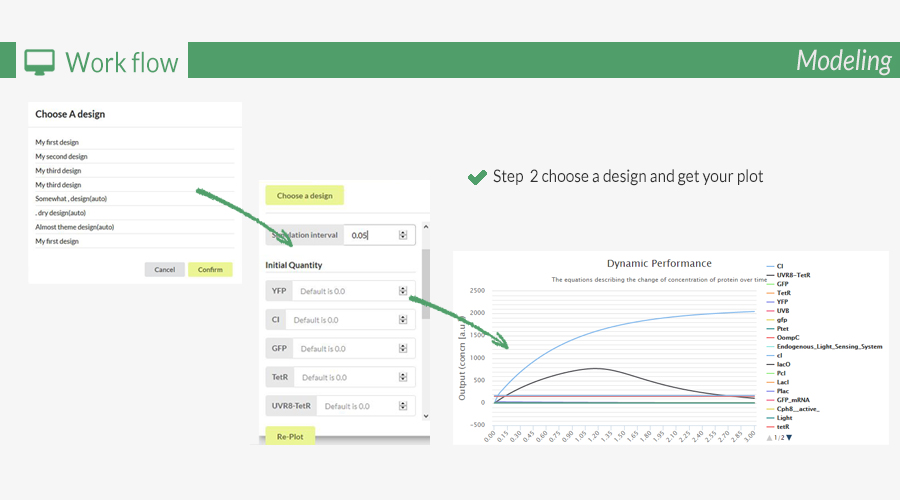 Work flow
Modeling
Choose A design
My first design
My second design
My third design
My third design
Somewhat , design(auto)
, dry design(auto)
Almost theme design(auto)
My first design
Cancel
Confirm
Choose a design
Simulation interval
0.05
Initial Quantity
YFP Default is 0.0
CI Default is 0.0
GFP Default is 0.0
TetR Default is 0.0
UVR8-TetR Default is 0.0
Re-Plot
Step 2 choose a design and get your plot
Dynamic Performance
The equations describing the change of concentration of protein over time
Output (concn [a.u.
2500
2000
1500
1000
500
0
-500
0.00 0.15 0.30 0.45 0.60 0.75 0.90 1.05 1.20 1.35 1.50 1.65 1.80 1.95 2.10 2.25 2.40 2.55 2.70 2.85 3.00
CI
UVR8-TetR
GFP
TetR
YFP
UVB
gfp
Ptet
OompC
Endogenous_Light_Sensing_System
cI
lacO
Pcl
LacI
Plac
GFP_mRNA
Cph8__active_
Light
tetR
1/2